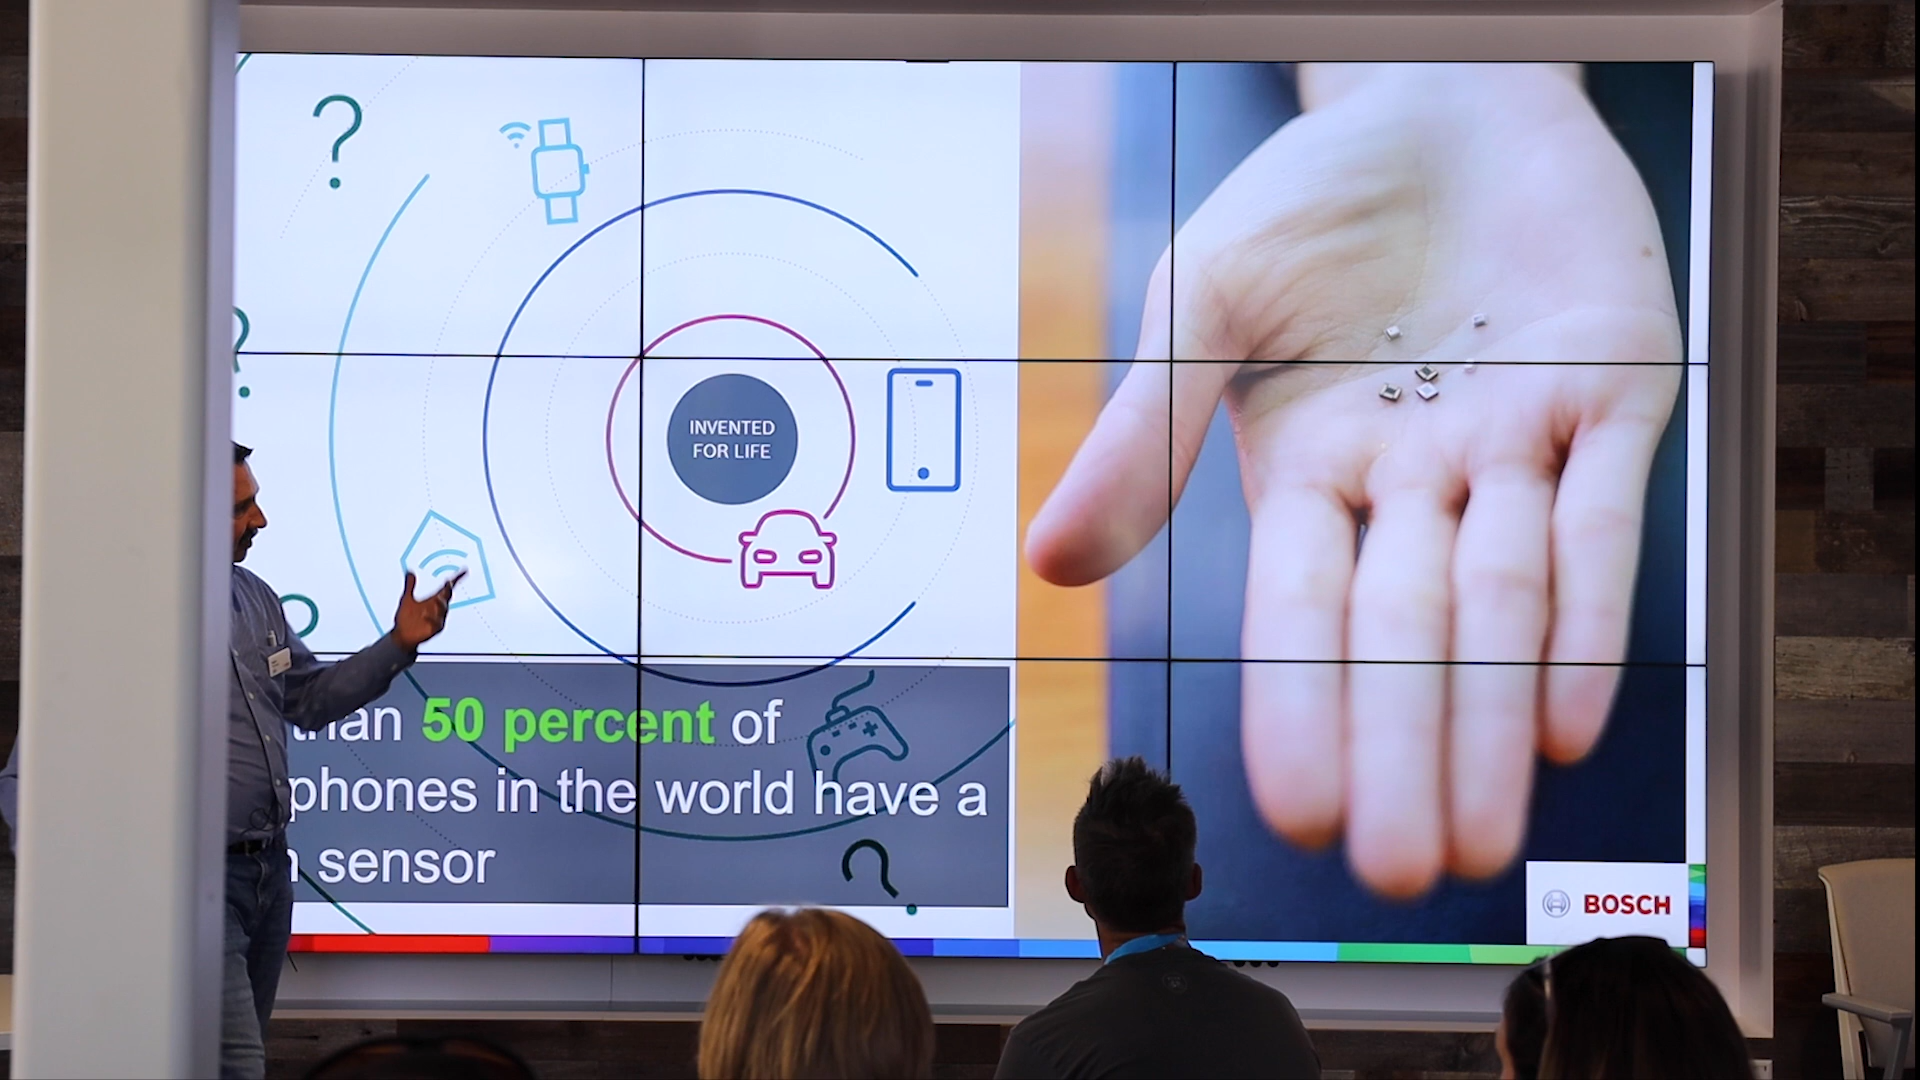 INVENTED
FOR LIFE
than 50 percent of
phones in the world have a
sensor
BOSCH